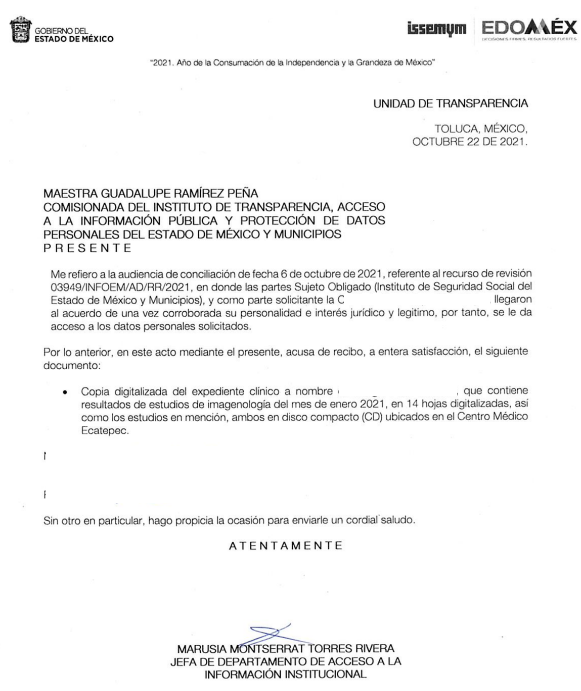 GOBIERNO DEL
ESTADO DE MÉXICO
issemym
EDOMÉX
DECISIONES FIRMES, RESULTADOS FUERTES.
"2021. Año de la Consumación de la Independencia y la Grandeza de México"
UNIDAD DE TRANSPARENCIA
TOLUCA, MÉXICO,
OCTUBRE 22 DE 2021.
MAESTRA GUADALUPE RAMÍREZ PEÑA
COMISIONADA DEL INSTITUTO DE TRANSPARENCIA, ACCESO
A LA INFORMACIÓN PÚBLICA Y PROTECCIÓN DE DATOS
PERSONALES DEL ESTADO DE MÉXICO Y MUNICIPIOS
P R E S E N T E
Me refiero a la audiencia de conciliación de fecha 6 de octubre de 2021, referente al recurso de revisión
03949/INFOEM/AD/RR/2021, en donde las partes Sujeto Obligado (Instituto de Seguridad Social del
Estado de México y Municipios), y como parte solicitante la C . llegaron
al acuerdo de una vez corroborada su personalidad e interés jurídico y legitimo, por tanto, se le da
acceso a los datos personales solicitados.
Por lo anterior, en este acto mediante el presente, acusa de recibo, a entera satisfacción, el siguiente
documento:
• Copia digitalizada del expediente clínico a nombre , que contiene
resultados de estudios de imagenología del mes de enero 2021, en 14 hojas digitalizadas, así
como los estudios en mención, ambos en disco compacto (CD) ubicados en el Centro Médico
Ecatepec.
Sin otro en particular, hago propicia la ocasión para enviarle un cordial saludo.
A T E N T A M E N T E
MARUSIA MONTSERRAT TORRES RIVERA
JEFA DE DEPARTAMENTO DE ACCESO A LA
INFORMACIÓN INSTITUCIONAL